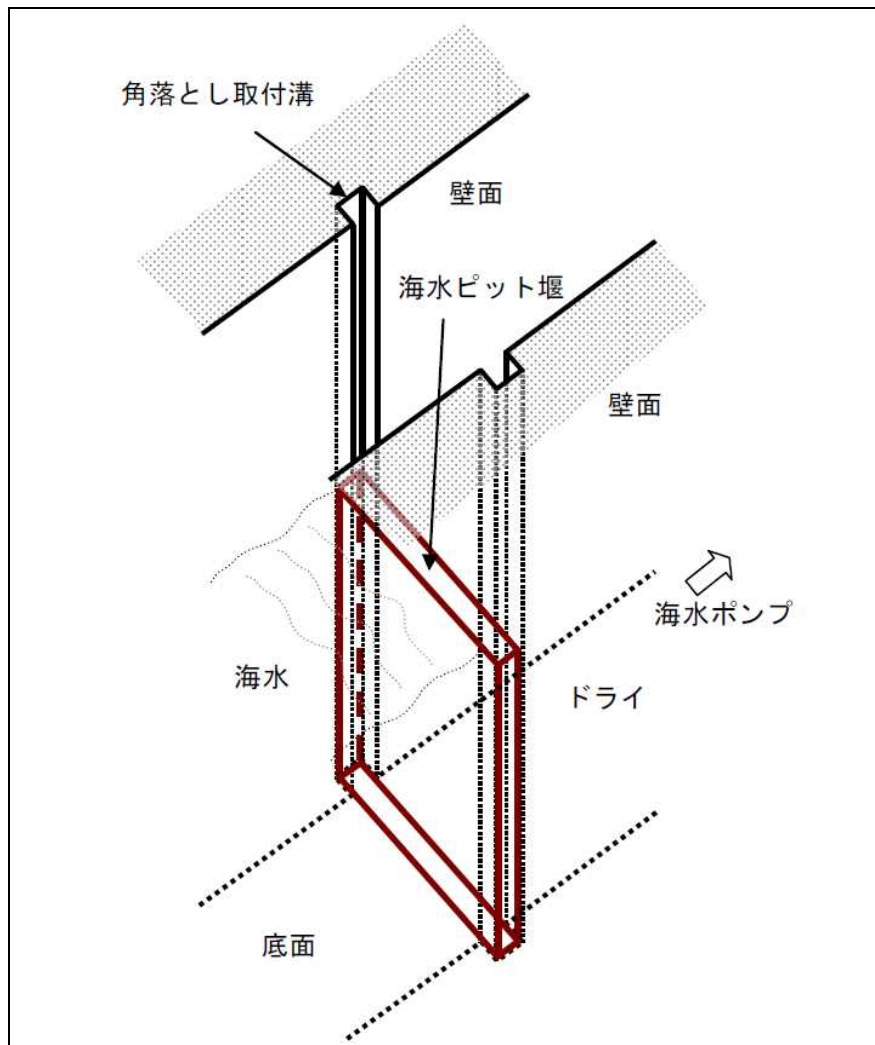 角落とし取付溝
壁面
海水ピット堰
壁面
海水ポンプ
海水
ドライ
底面